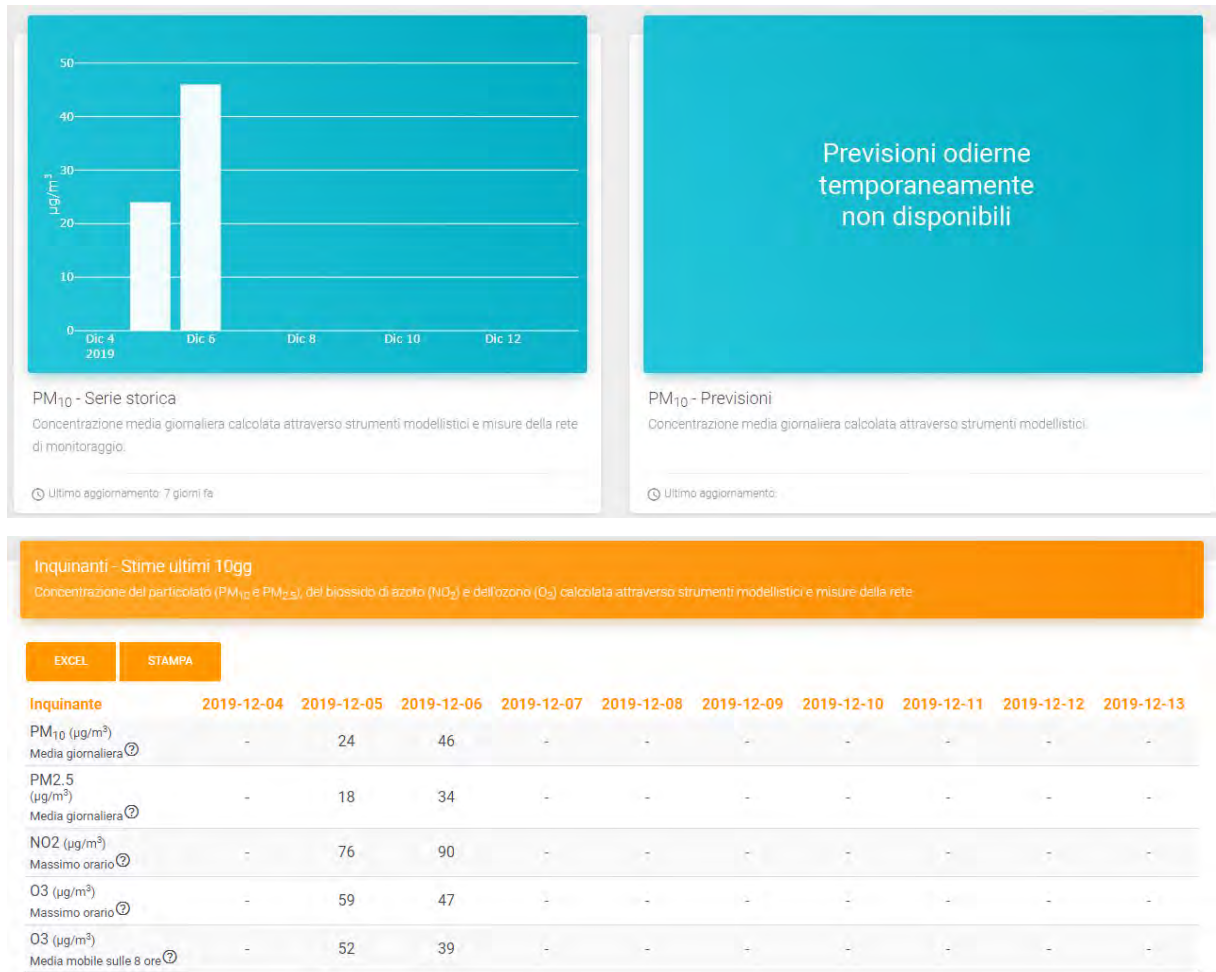 50
40
30
20
10
0
µg/m³
Dic 4
2019
Dic 6
Dic 8
Dic 10
Dic 12
PM₁₀ - Serie storica
Concentrazione media giornaliera calcolata attraverso strumenti modellistici e misure della rete
di monitoraggio.
Ultimo aggiornamento: 7 giorni fa
Previsioni odierne
temporaneamente
non disponibili
PM₁₀ - Previsioni
Concentrazione media giornaliera calcolata attraverso strumenti modellistici.
Ultimo aggiornamento:
Inquinanti - Stime ultimi 10gg
Concentrazione del particolato (PM₁₀ e PM₂.₅), del biossido di azoto (NO₂) e dell'ozono (O₃) calcolata attraverso strumenti modellistici e misure della rete
EXCEL STAMPA
Inquinante 2019-12-04 2019-12-05 2019-12-06 2019-12-07 2019-12-08 2019-12-09 2019-12-10 2019-12-11 2019-12-12 2019-12-13
PM₁₀ (µg/m³)
Media giornaliera ? - 24 46 - - - - - - -
PM2.5
(µg/m³)
Media giornaliera ? - 18 34 - - - - - - -
NO2 (µg/m³)
Massimo orario ? - 76 90 - - - - - - -
O3 (µg/m³)
Massimo orario ? - 59 47 - - - - - - -
O3 (µg/m³)
Media mobile sulle 8 ore ? - 52 39 - - - - - - -